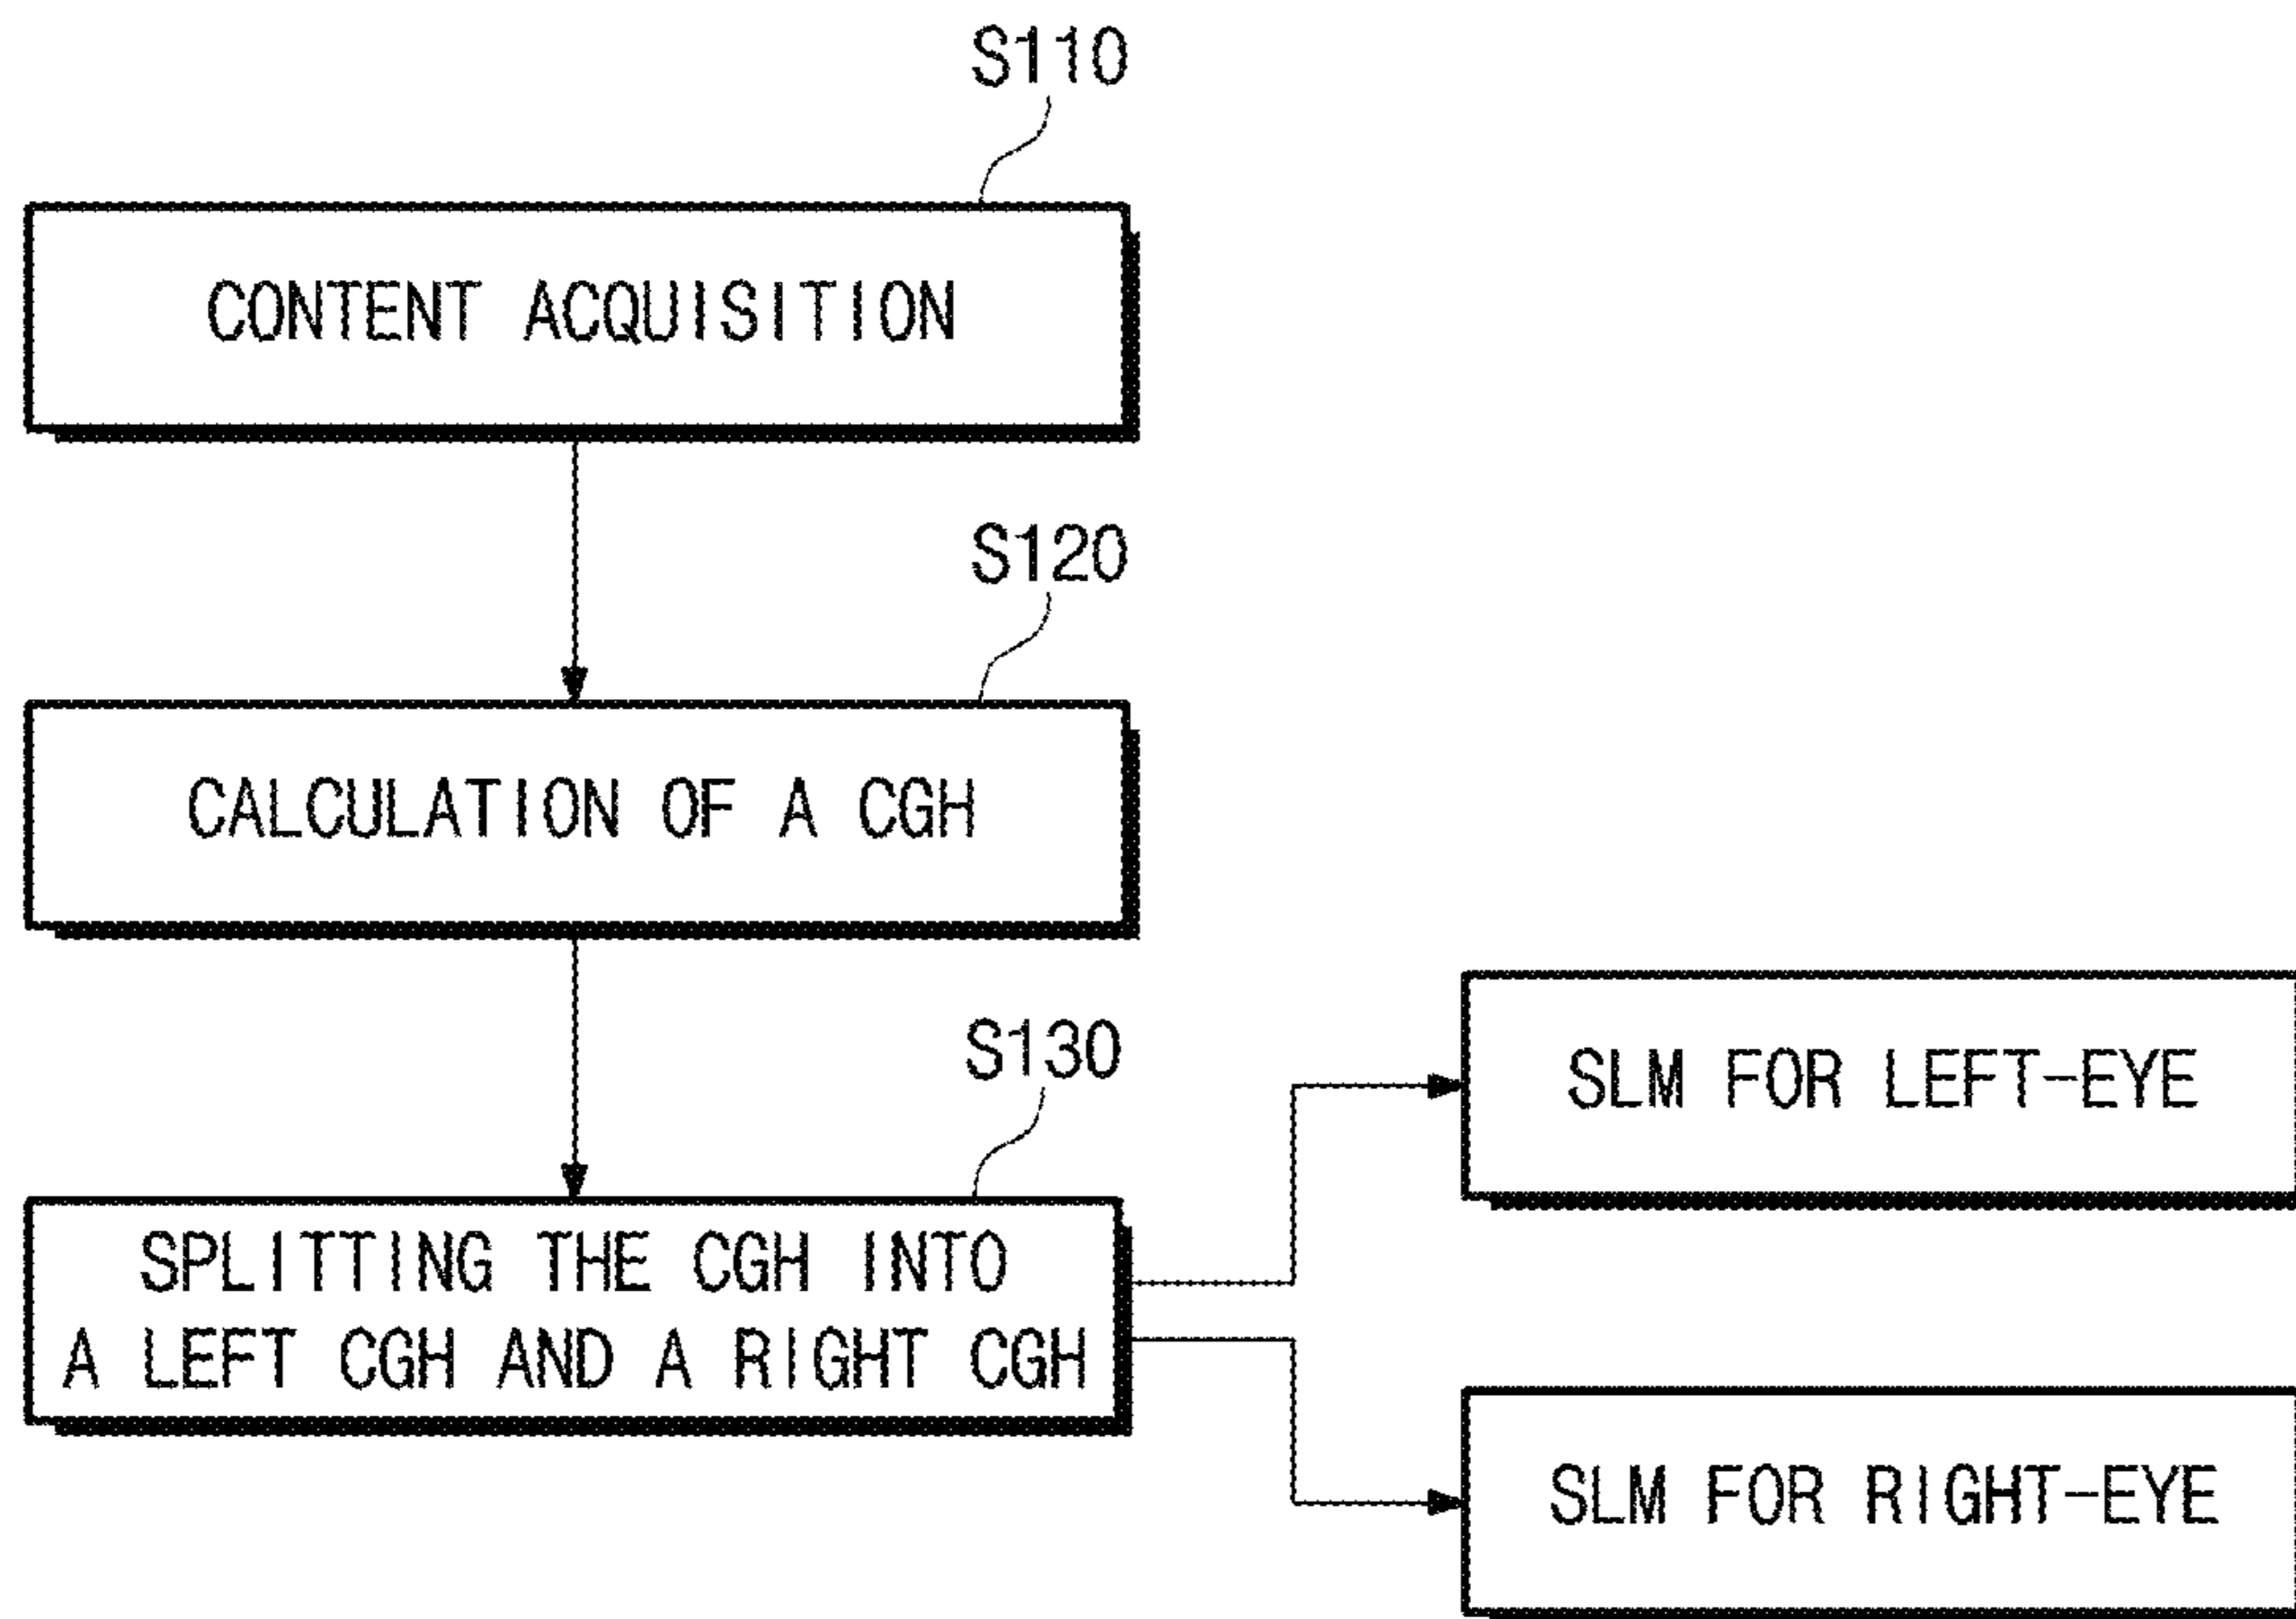 S110
CONTENT ACQUISITION
S120
CALCULATION OF A CGH
S130
SPLITTING THE CGH INTO
A LEFT CGH AND A RIGHT CGH
SLM FOR LEFT-EYE
SLM FOR RIGHT-EYE